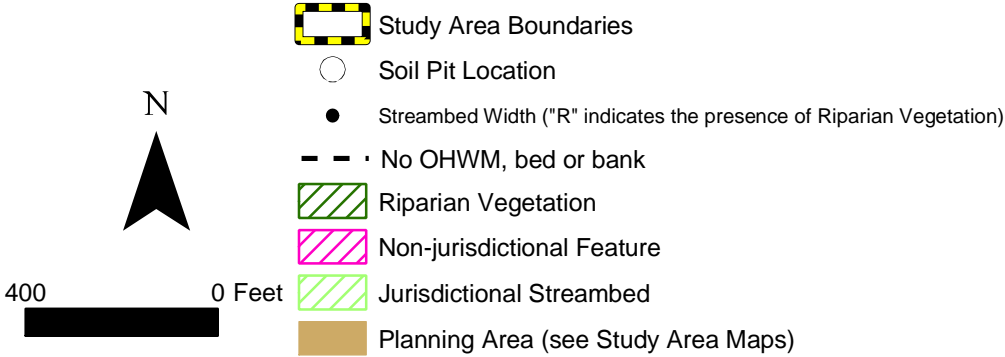 Study Area Boundaries
Soil Pit Location
N
Streambed Width ("R" indicates the presence of Riparian Vegetation)
No OHWM, bed or bank
Riparian Vegetation
Non-jurisdictional Feature
400 0 Feet
Jurisdictional Streambed
Planning Area (see Study Area Maps)